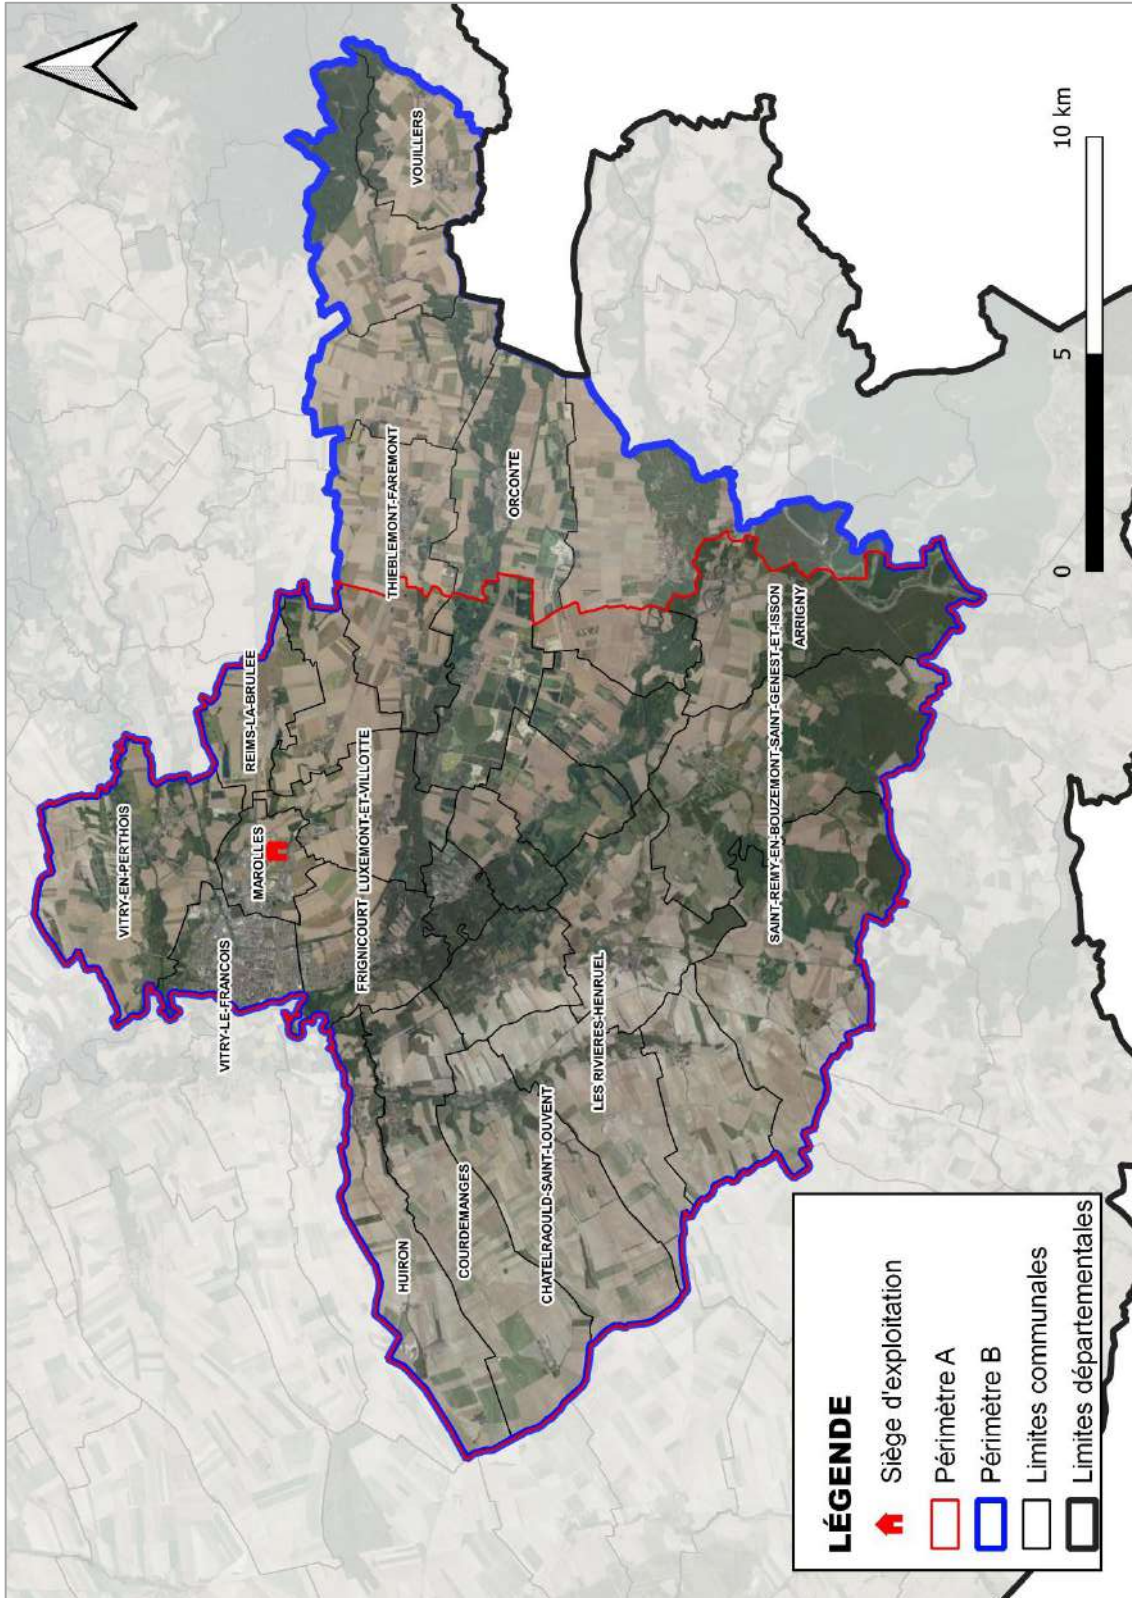 VITRY-EN-PERTHOIS
VITRY-LE-FRANCOIS
MAROLLES
REIMS-LA-BRULEE
FRIGNICOURT
LUXEMONT-ET-VILLOTTE
THIEBLEMONT-FAREMONT
VOUILLERS
ORCONTE
HUIRON
COURDEMANGES
CHATELRAOULD-SAINT-LOUVENT
LES RIVIERES-HENRUEL
SAINT-REMY-EN-BOUZEMONT-SAINT-GENEST-ET-ISSON
ARRIGNY
LÉGENDE
Siège d'exploitation
Périmètre A
Périmètre B
Limites communales
Limites départementales
0
5
10 km